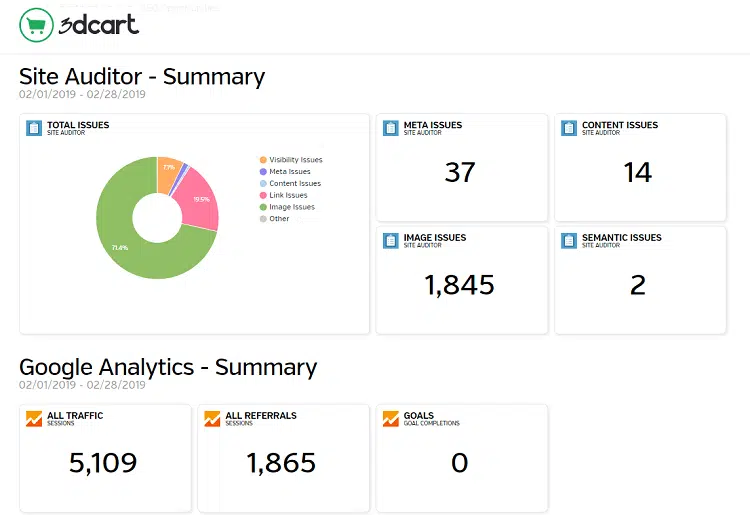 3dcart
Site Auditor - Summary
02/01/2019 - 02/28/2019
TOTAL ISSUES
SITE AUDITOR
Visibility Issues
Meta Issues
Content Issues
Link Issues
Image Issues
Other
19.5%
71.4%
META ISSUES
SITE AUDITOR
37
CONTENT ISSUES
SITE AUDITOR
14
IMAGE ISSUES
SITE AUDITOR
1,845
SEMANTIC ISSUES
SITE AUDITOR
2
Google Analytics - Summary
02/01/2019 - 02/28/2019
ALL TRAFFIC
SESSIONS
5,109
ALL REFERRALS
SESSIONS
1,865
GOALS
GOAL COMPLETIONS
0